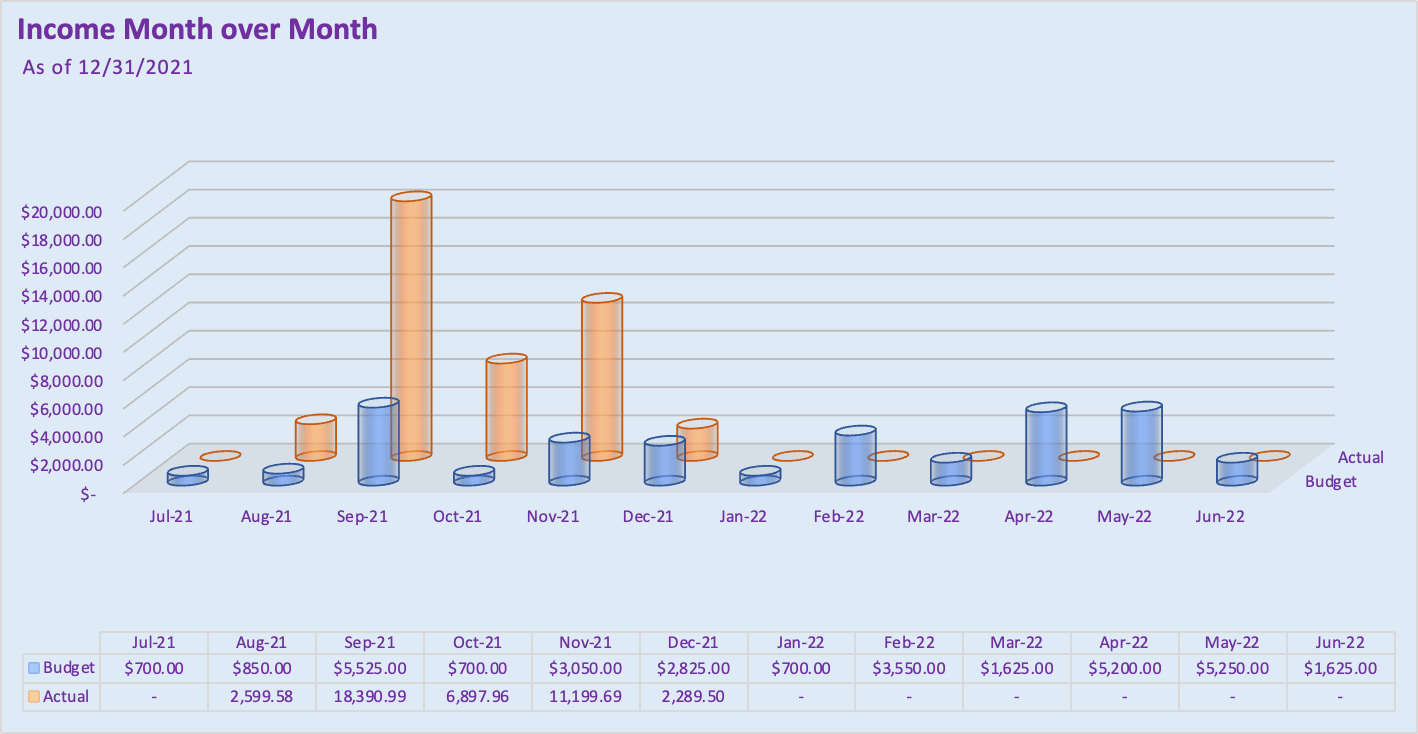 Income Month over Month
As of 12/31/2021
$20,000.00
$18,000.00
$16,000.00
$14,000.00
$12,000.00
$10,000.00
$8,000.00
$6,000.00
$4,000.00
$2,000.00
$-
Actual
Budget
Jul-21 Aug-21 Sep-21 Oct-21 Nov-21 Dec-21 Jan-22 Feb-22 Mar-22 Apr-22 May-22 Jun-22
Jul-21 Aug-21 Sep-21 Oct-21 Nov-21 Dec-21 Jan-22 Feb-22 Mar-22 Apr-22 May-22 Jun-22
Budget $700.00 $850.00 $5,525.00 $700.00 $3,050.00 $2,825.00 $700.00 $3,550.00 $1,625.00 $5,200.00 $5,250.00 $1,625.00
Actual - 2,599.58 18,390.99 6,897.96 11,199.69 2,289.50 - - - - - -